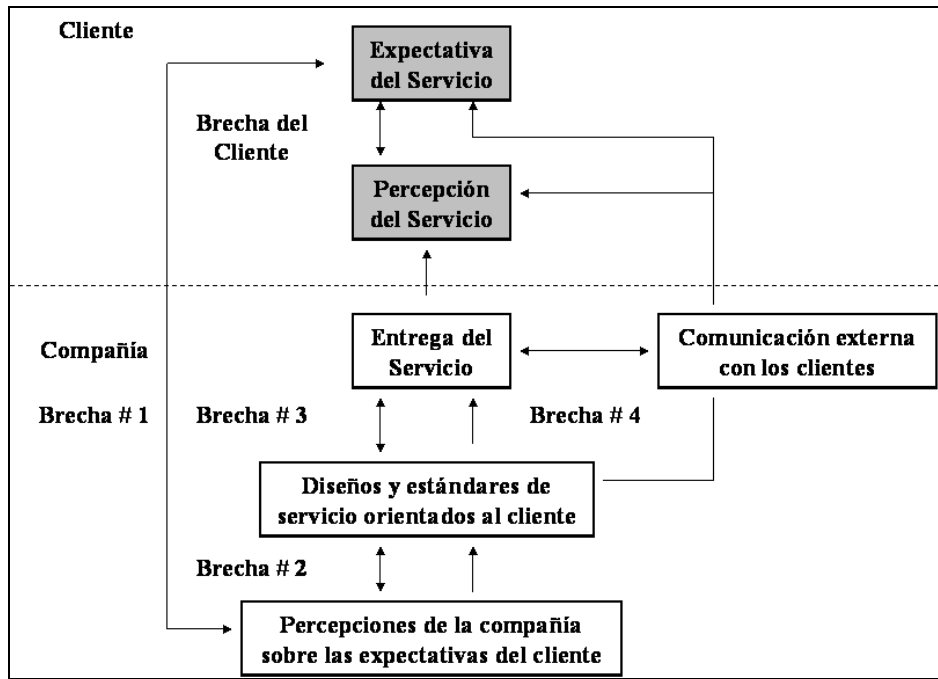 Cliente
Expectativa
del Servicio
Brecha del
Cliente
Percepción
del Servicio
Compañía
Entrega del
Servicio
Comunicación externa
con los clientes
Brecha # 1
Brecha # 3
Brecha # 4
Diseños y estándares de
servicio orientados al cliente
Brecha # 2
Percepciones de la compañía
sobre las expectativas del cliente